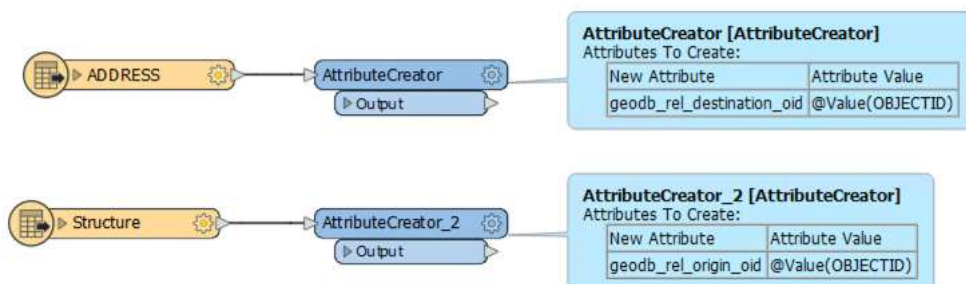 ADDRESS
AttributeCreator
Output
AttributeCreator [AttributeCreator]
Attributes To Create:
New Attribute Attribute Value
geodb_rel_destination_oid @Value(OBJECTID)
Structure
AttributeCreator_2
Output
AttributeCreator_2 [AttributeCreator]
Attributes To Create:
New Attribute Attribute Value
geodb_rel_origin_oid @Value(OBJECTID)